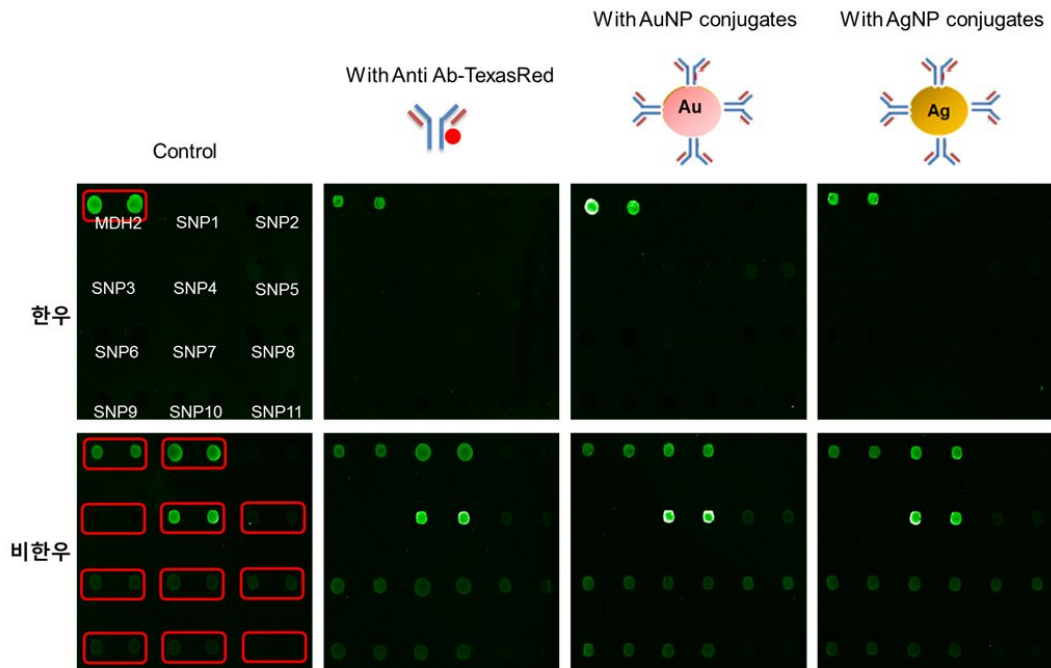 With AuNP conjugates
With AgNP conjugates
With Anti Ab-TexasRed
Au
Ag
Control
MDH2 SNP1 SNP2
SNP3 SNP4 SNP5
한우
SNP6 SNP7 SNP8
SNP9 SNP10 SNP11
비한우